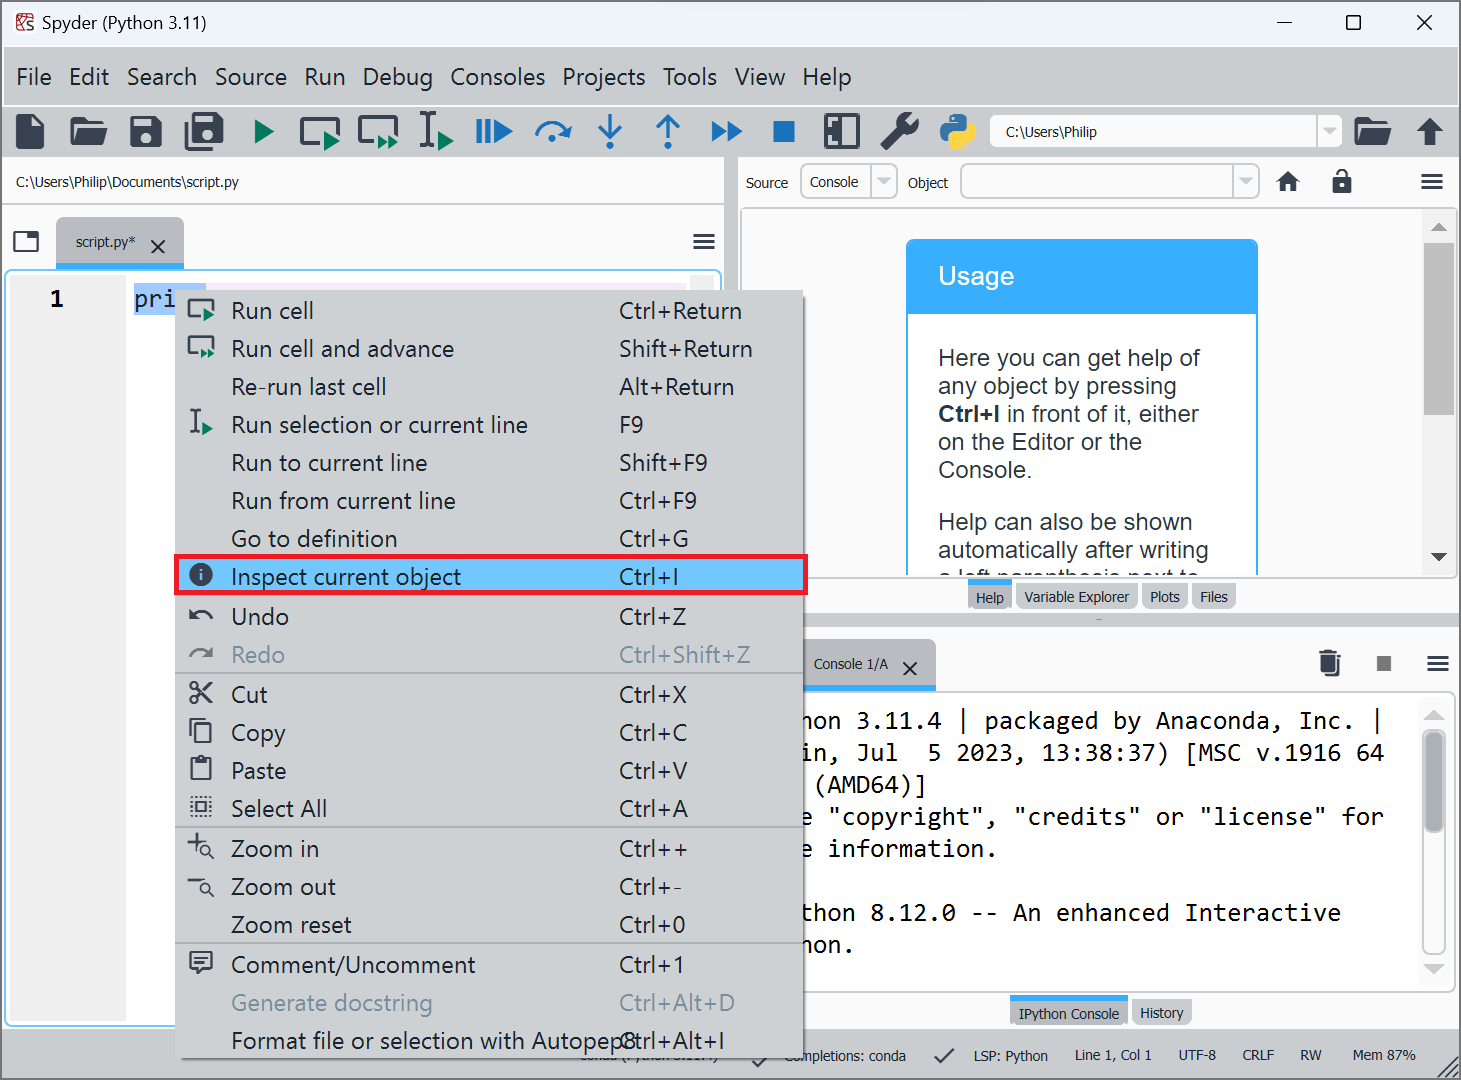 Spyder (Python 3.11)
File Edit Search Source Run Debug Consoles Projects Tools View Help
C:\Users\Philip
C:\Users\Philip\Documents\script.py
Source Console Object
script.py*
1 pri
Run cell Ctrl+Return
Run cell and advance Shift+Return
Re-run last cell Alt+Return
Run selection or current line F9
Run to current line Shift+F9
Run from current line Ctrl+F9
Go to definition Ctrl+G
Inspect current object Ctrl+I
Undo Ctrl+Z
Redo Ctrl+Shift+Z
Cut Ctrl+X
Copy Ctrl+C
Paste Ctrl+V
Select All Ctrl+A
Zoom in Ctrl++
Zoom out Ctrl+-
Zoom reset Ctrl+0
Comment/Uncomment Ctrl+1
Generate docstring Ctrl+Alt+D
Format file or selection with Autopep8 Ctrl+Alt+I
Usage
Here you can get help of
any object by pressing
Ctrl+I in front of it, either
on the Editor or the
Console.
Help can also be shown
automatically after writing
a left parenthesis next to
Help Variable Explorer Plots Files
Console 1/A
hon 3.11.4 | packaged by Anaconda, Inc. |
in, Jul  5 2023, 13:38:37) [MSC v.1916 64
(AMD64)]
e "copyright", "credits" or "license" for
e information.
thon 8.12.0 -- An enhanced Interactive
hon.
IPython Console History
Completions: conda LSP: Python Line 1, Col 1 UTF-8 CRLF RW Mem 87%